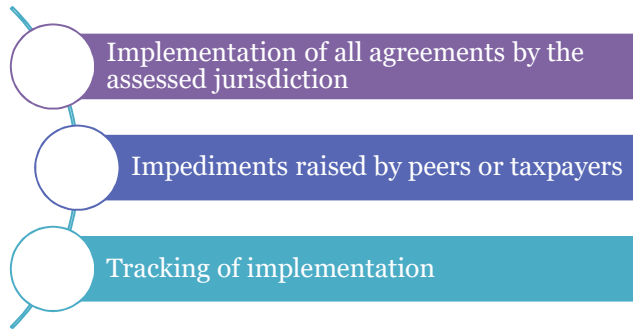 Implementation of all agreements by the
assessed jurisdiction
Impediments raised by peers or taxpayers
Tracking of implementation